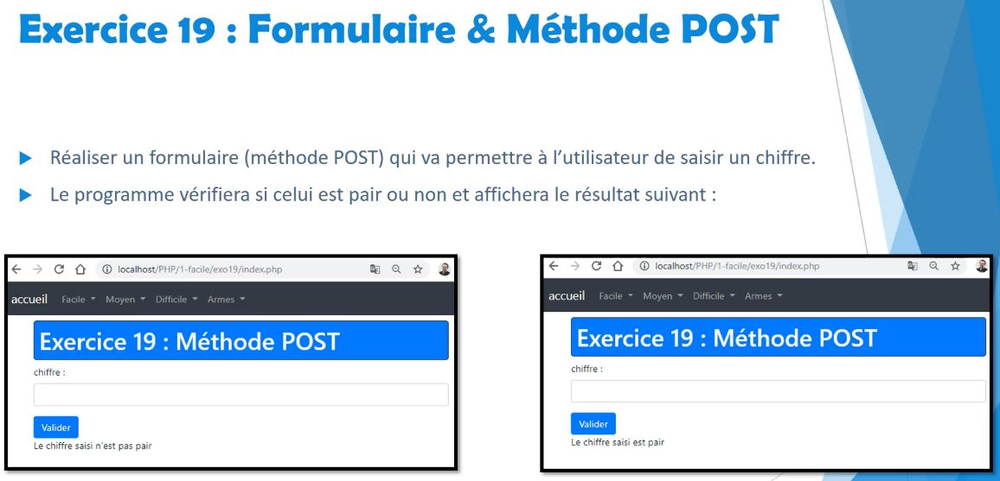 Exercice 19 : Formulaire & Méthode POST
Réaliser un formulaire (méthode POST) qui va permettre à l'utilisateur de saisir un chiffre.
Le programme vérifiera si celui est pair ou non et affichera le résultat suivant :
localhost/PHP/1-facile/exo19/index.php
accueil Facile Moyen Difficile Armes
Exercice 19 : Méthode POST
chiffre :
Valider
Le chiffre saisi n'est pas pair
localhost/PHP/1-facile/exo19/index.php
accueil Facile Moyen Difficile Armes
Exercice 19 : Méthode POST
chiffre :
Valider
Le chiffre saisi est pair